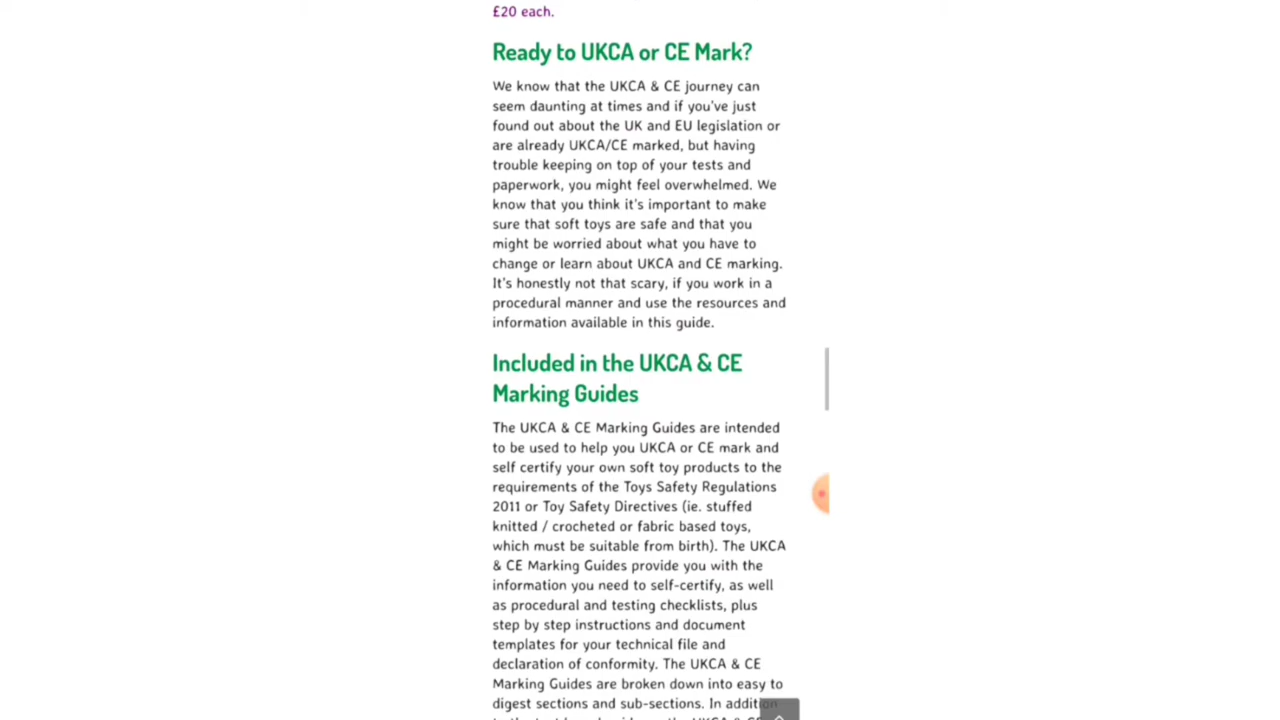 £20 each.
Ready to UKCA or CE Mark?
We know that the UKCA & CE journey can
seem daunting at times and if you've just
found out about the UK and EU legislation or
are already UKCA/CE marked, but having
trouble keeping on top of your tests and
paperwork, you might feel overwhelmed. We
know that you think it's important to make
sure that soft toys are safe and that you
might be worried about what you have to
change or learn about UKCA and CE marking.
It's honestly not that scary, if you work in a
procedural manner and use the resources and
information available in this guide.
Included in the UKCA & CE
Marking Guides
The UKCA & CE Marking Guides are intended
to be used to help you UKCA or CE mark and
self certify your own soft toy products to the
requirements of the Toys Safety Regulations
2011 or Toy Safety Directives (ie. stuffed
knitted / crocheted or fabric based toys,
which must be suitable from birth). The UKCA
& CE Marking Guides provide you with the
information you need to self-certify, as well
as procedural and testing checklists, plus
step by step instructions and document
templates for your technical file and
declaration of conformity. The UKCA & CE
Marking Guides are broken down into easy to
digest sections and sub-sections. In addition